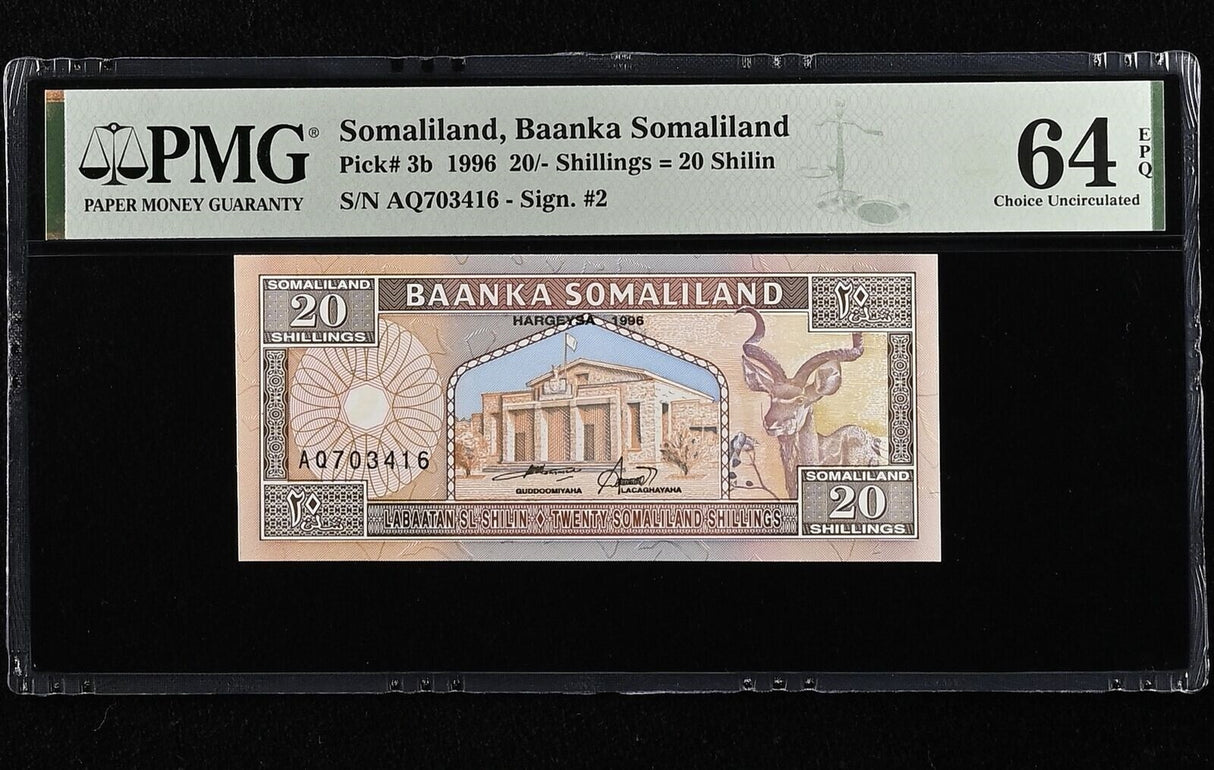 PMG®
PAPER MONEY GUARANTY
Somaliland, Baanka Somaliland
Pick# 3b 1996 20/- Shillings = 20 Shilin
S/N AQ703416 - Sign. #2
64 EPQ
Choice Uncirculated
SOMALILAND
20
SHILLINGS
BAANKA SOMALILAND
HARGEYSA 1996
٢٠
AQ703416
GUDDOOMIYAHA
LACAGHAYAHA
٢٠
LABAATAN SL SHILIN ◊ TWENTY SOMALILAND SHILLINGS
SOMALILAND
20
SHILLINGS